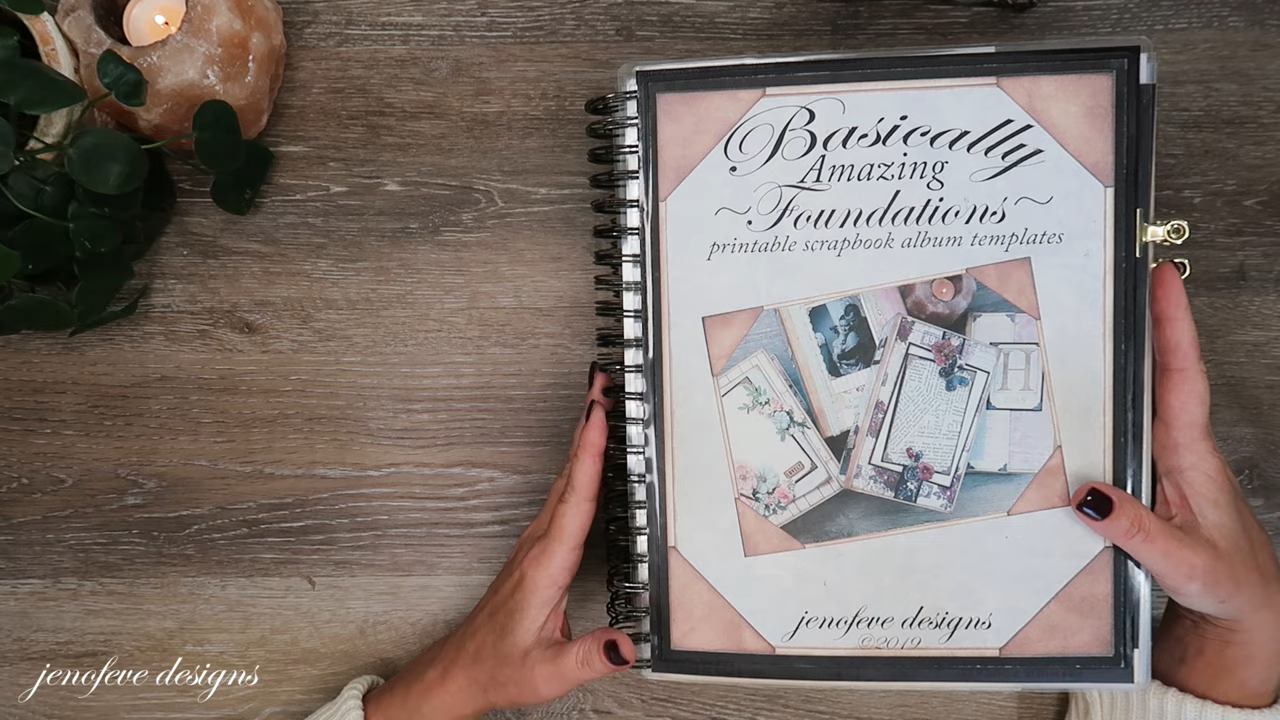 Basically
Amazing
~Foundations~
printable scrapbook album templates
H
jenofeve designs
©2019
jenofeve designs